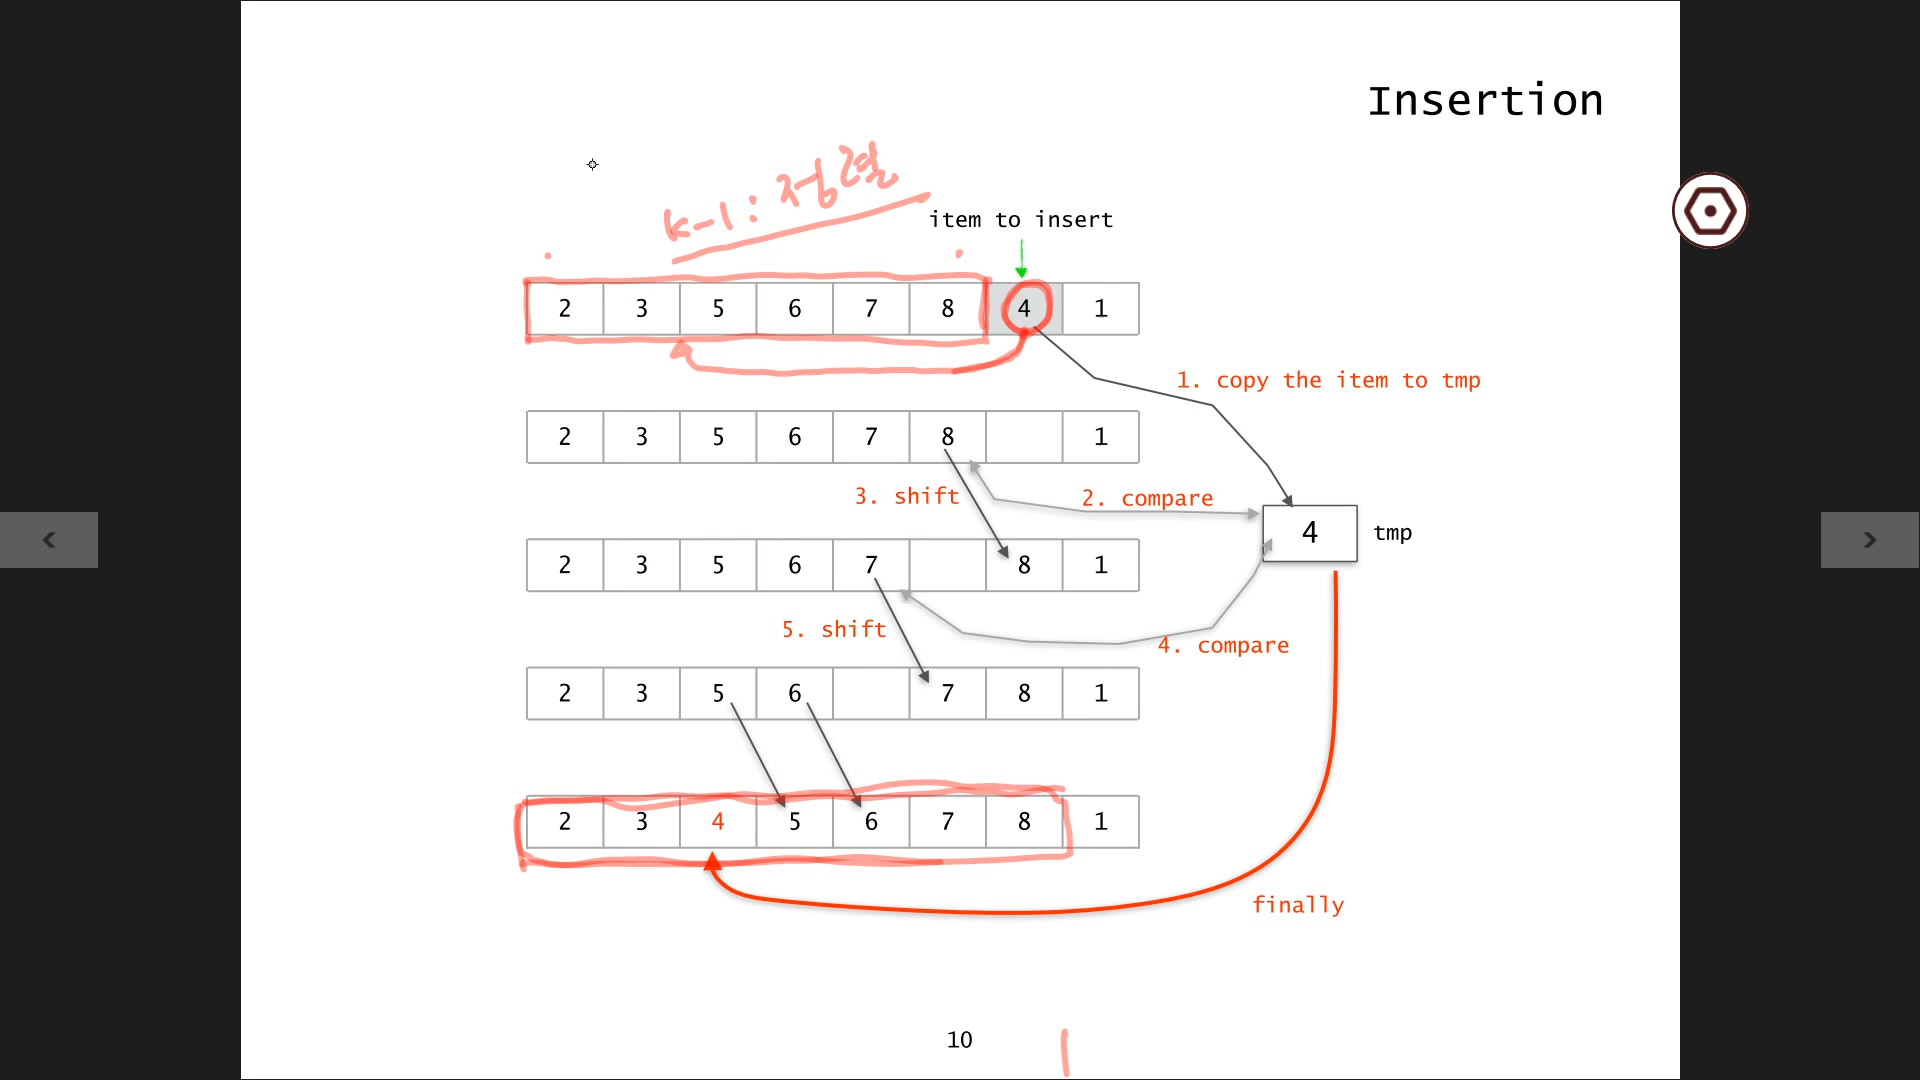 Insertion
k-1 : 정렬
item to insert
2 3 5 6 7 8 4 1
1. copy the item to tmp
2 3 5 6 7 8 1
3. shift
2. compare
4 tmp
2 3 5 6 7 8 1
5. shift
4. compare
2 3 5 6 7 8 1
2 3 4 5 6 7 8 1
finally
10